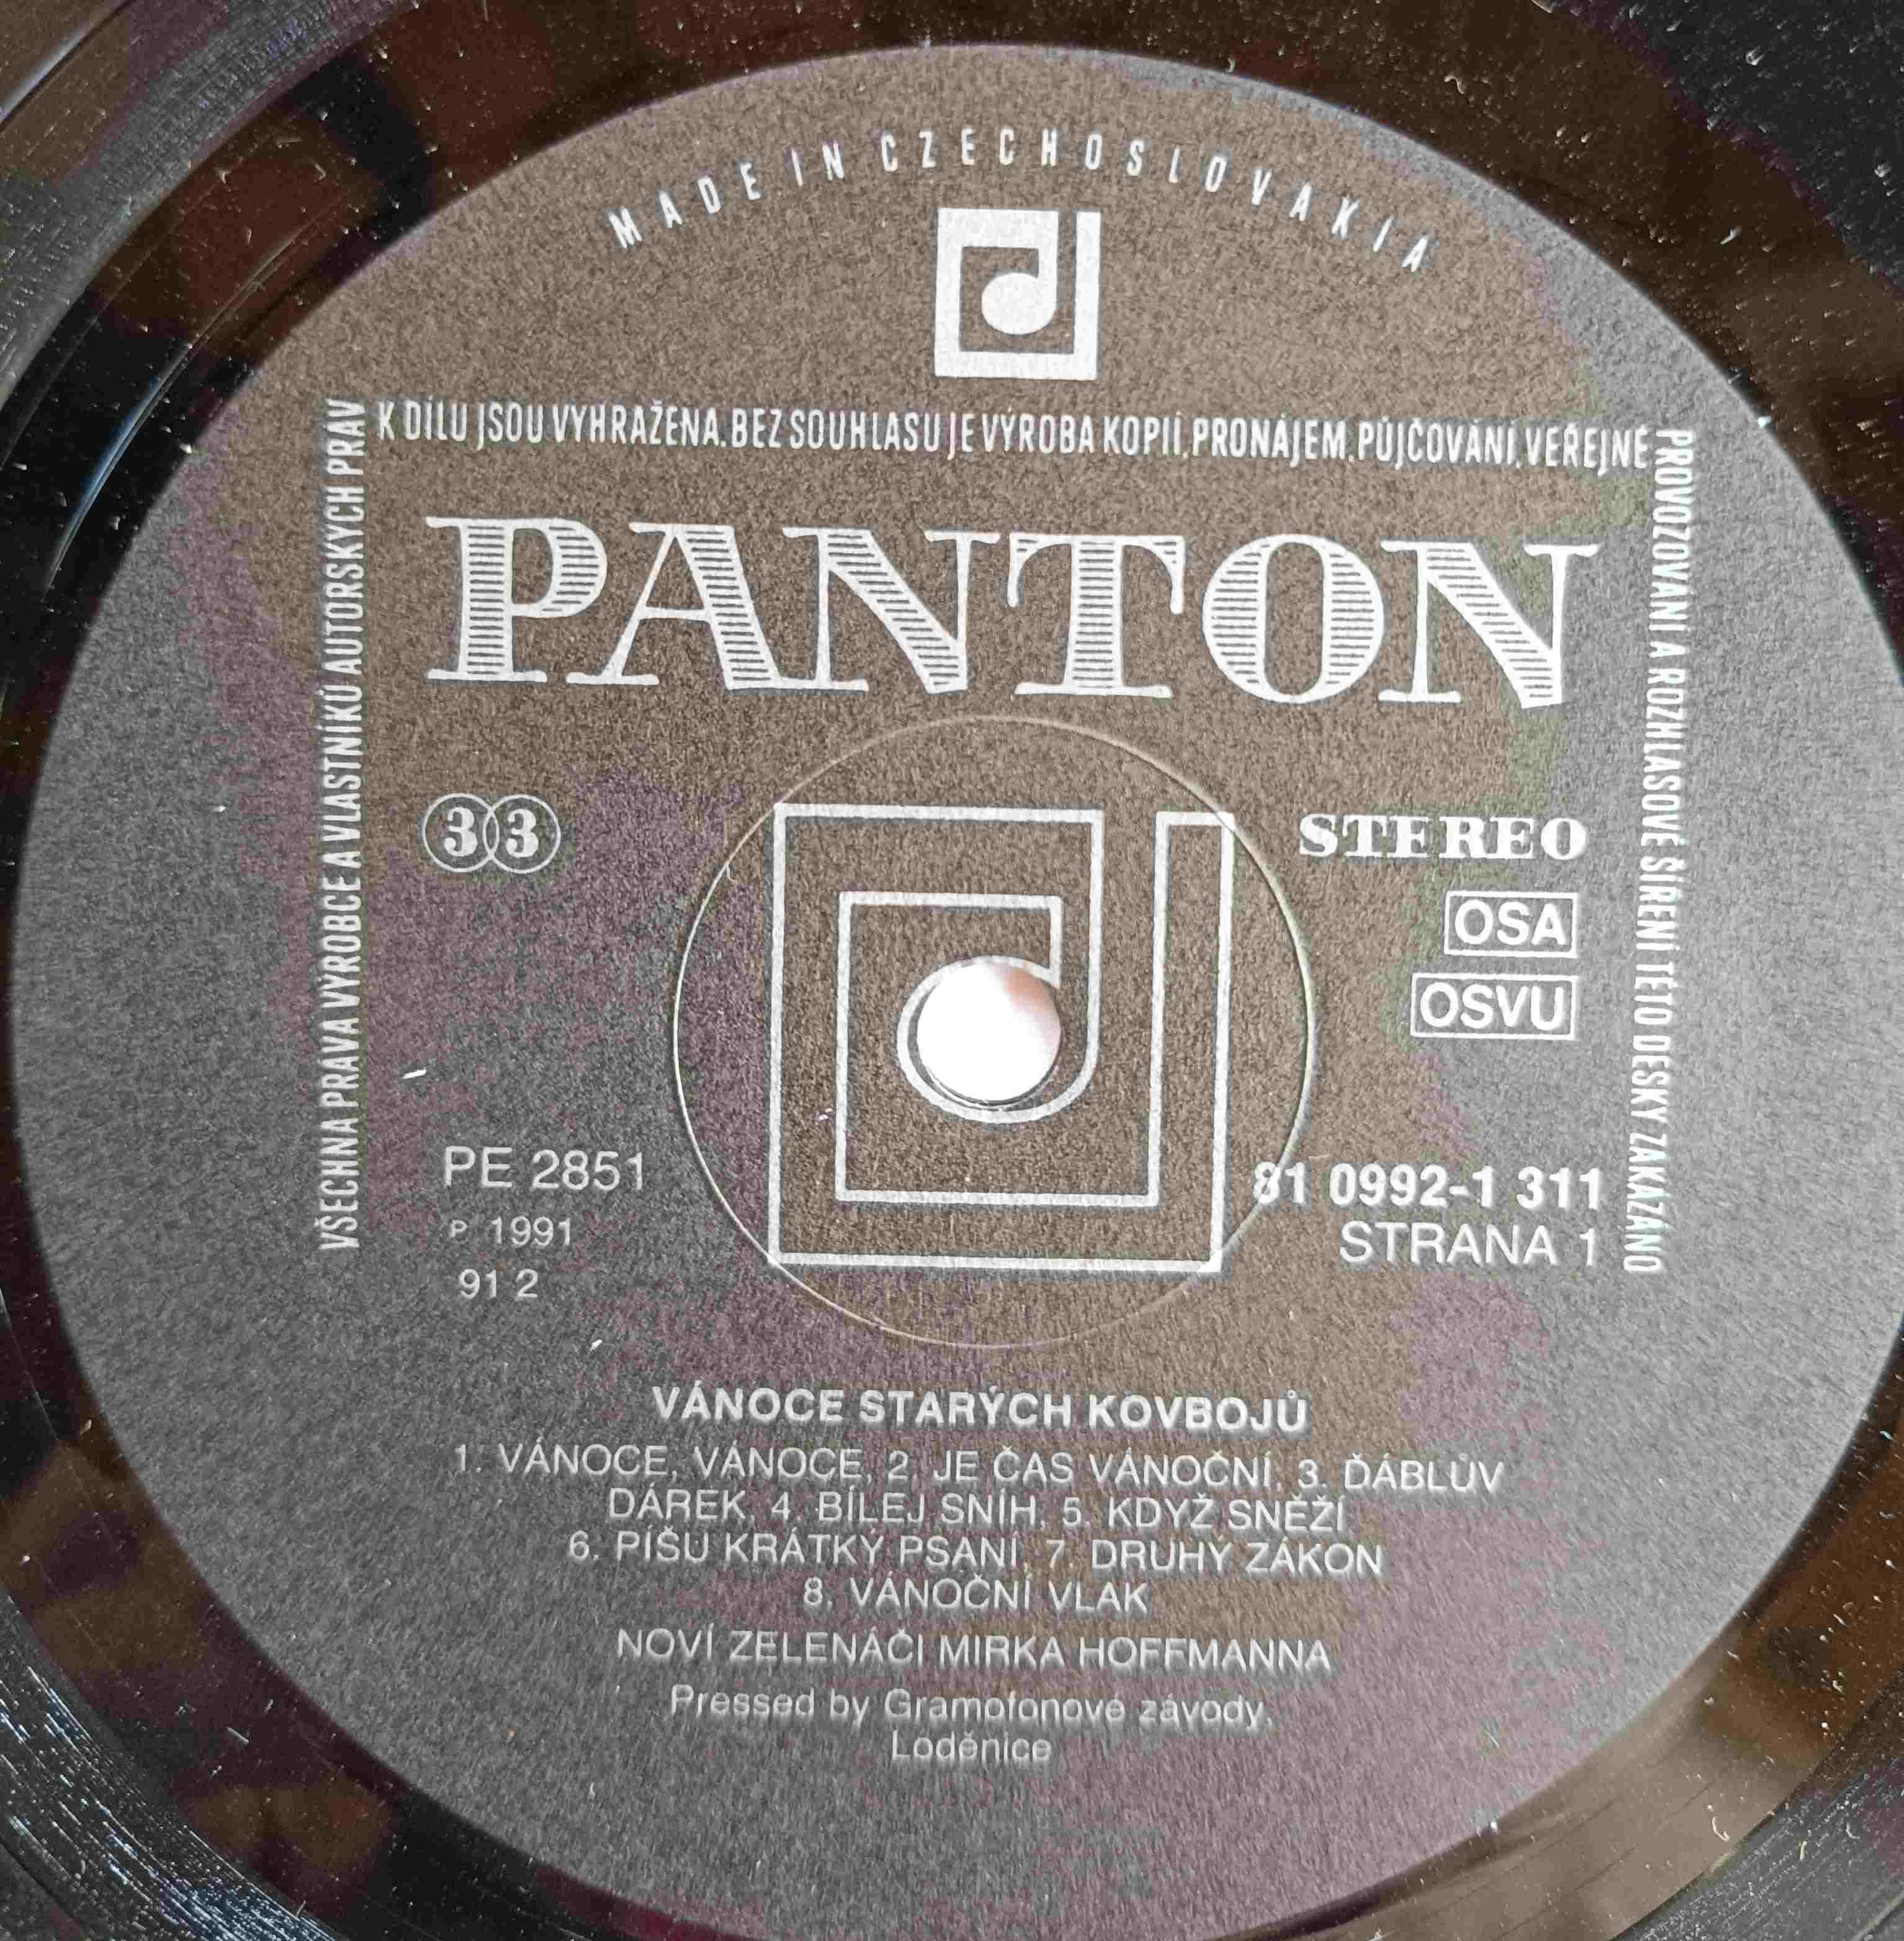 MADE IN CZECHOSLOVAKIA
VŠECHNA PRÁVA VÝROBCE A VLASTNÍKŮ AUTORSKÝCH PRÁV
K DÍLU JSOU VYHRAŽENA. BEZ SOUHLASU JE VÝROBA KOPIÍ, PRONÁJEM, PŮJČOVÁNÍ, VEŘEJNÉ
PROVOZOVÁNÍ A ROZHLASOVÉ ŠÍŘENÍ TÉTO DESKY ZAKÁZÁNO
PANTON
33
STEREO
OSA
OSVU
PE 2851
P 1991
91 2
81 0992-1 311
STRANA 1
VÁNOCE STARÝCH KOVBOJŮ
1. VÁNOCE, VÁNOCE, 2. JE ČAS VÁNOČNÍ, 3. ĎÁBLŮV
DÁREK, 4. BÍLEJ SNÍH, 5. KDYŽ SNĚŽÍ
6. PÍŠU KRÁTKÝ PSANÍ, 7. DRUHÝ ZÁKON
8. VÁNOČNÍ VLAK
NOVÍ ZELENÁČI MIRKA HOFFMANNA
Pressed by Gramofonové závody,
Loděnice